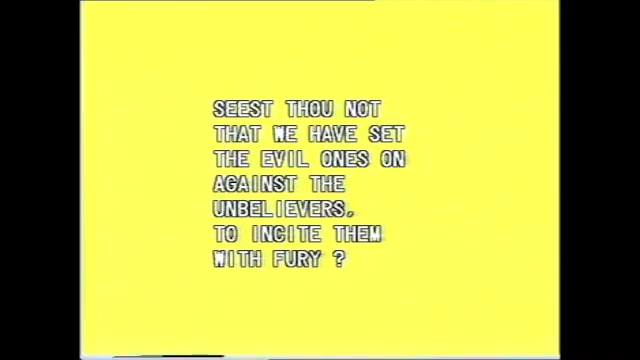 SEEST THOU NOT
THAT WE HAVE SET
THE EVIL ONES ON
AGAINST THE
UNBELIEVERS,
TO INCITE THEM
WITH FURY ?